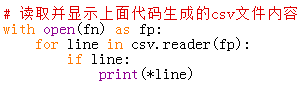 # 读取并显示上面代码生成的csv文件内容
with open(fn) as fp:
    for line in csv.reader(fp):
        if line:
            print(*line)